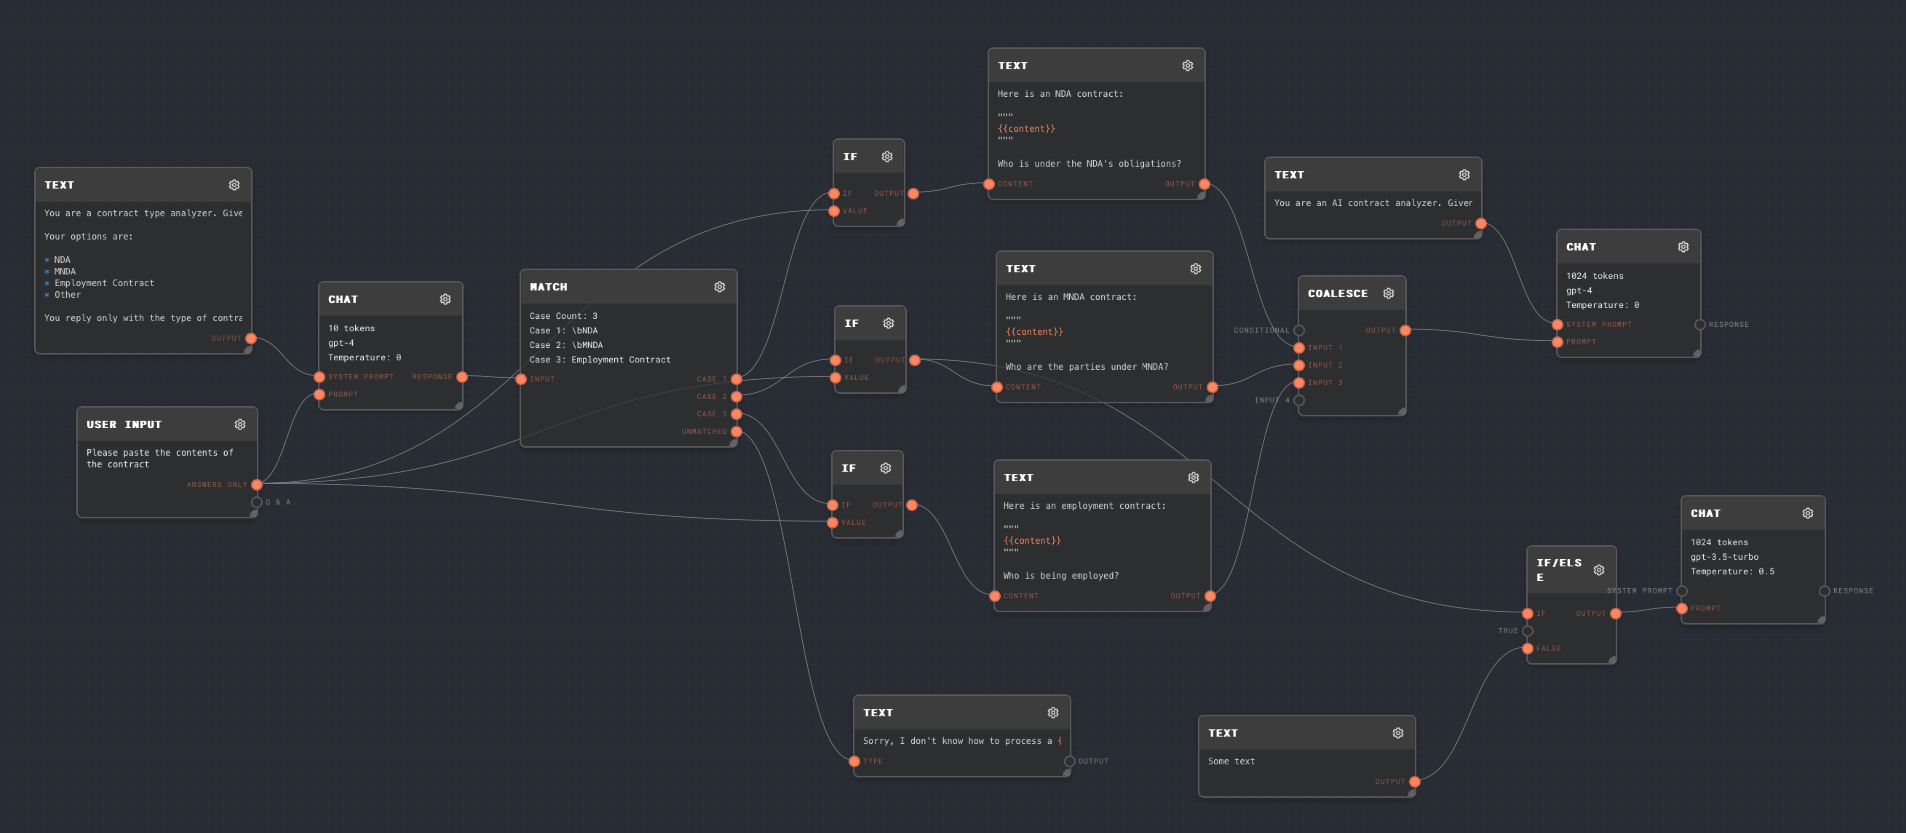 TEXT
You are a contract type analyzer. Give
Your options are:
* NDA
* MNDA
* Employment Contract
* Other
You reply only with the type of contra
OUTPUT
USER INPUT
Please paste the contents of
the contract
ANSWERS ONLY
Q & A
CHAT
10 tokens
gpt-4
Temperature: 0
SYSTEM PROMPT RESPONSE
PROMPT
MATCH
Case Count: 3
Case 1: \bNDA
Case 2: \bMNDA
Case 3: Employment Contract
INPUT CASE 1
CASE 2
CASE 3
UNMATCHED
IF
IF OUTPUT
VALUE
IF
IF OUTPUT
VALUE
IF
IF OUTPUT
VALUE
TEXT
Here is an NDA contract:
"""
{{content}}
"""
Who is under the NDA's obligations?
CONTENT OUTPUT
TEXT
Here is an MNDA contract:
"""
{{content}}
"""
Who are the parties under MNDA?
CONTENT OUTPUT
TEXT
Here is an employment contract:
"""
{{content}}
"""
Who is being employed?
CONTENT OUTPUT
TEXT
Sorry, I don't know how to process a {
TYPE OUTPUT
TEXT
You are an AI contract analyzer. Given
OUTPUT
COALESCE
CONDITIONAL OUTPUT
INPUT 1
INPUT 2
INPUT 3
INPUT 4
CHAT
1024 tokens
gpt-4
Temperature: 0
SYSTEM PROMPT RESPONSE
PROMPT
TEXT
Some text
OUTPUT
IF/ELS
E
IF OUTPUT
TRUE
FALSE
CHAT
1024 tokens
gpt-3.5-turbo
Temperature: 0.5
SYSTEM PROMPT RESPONSE
PROMPT